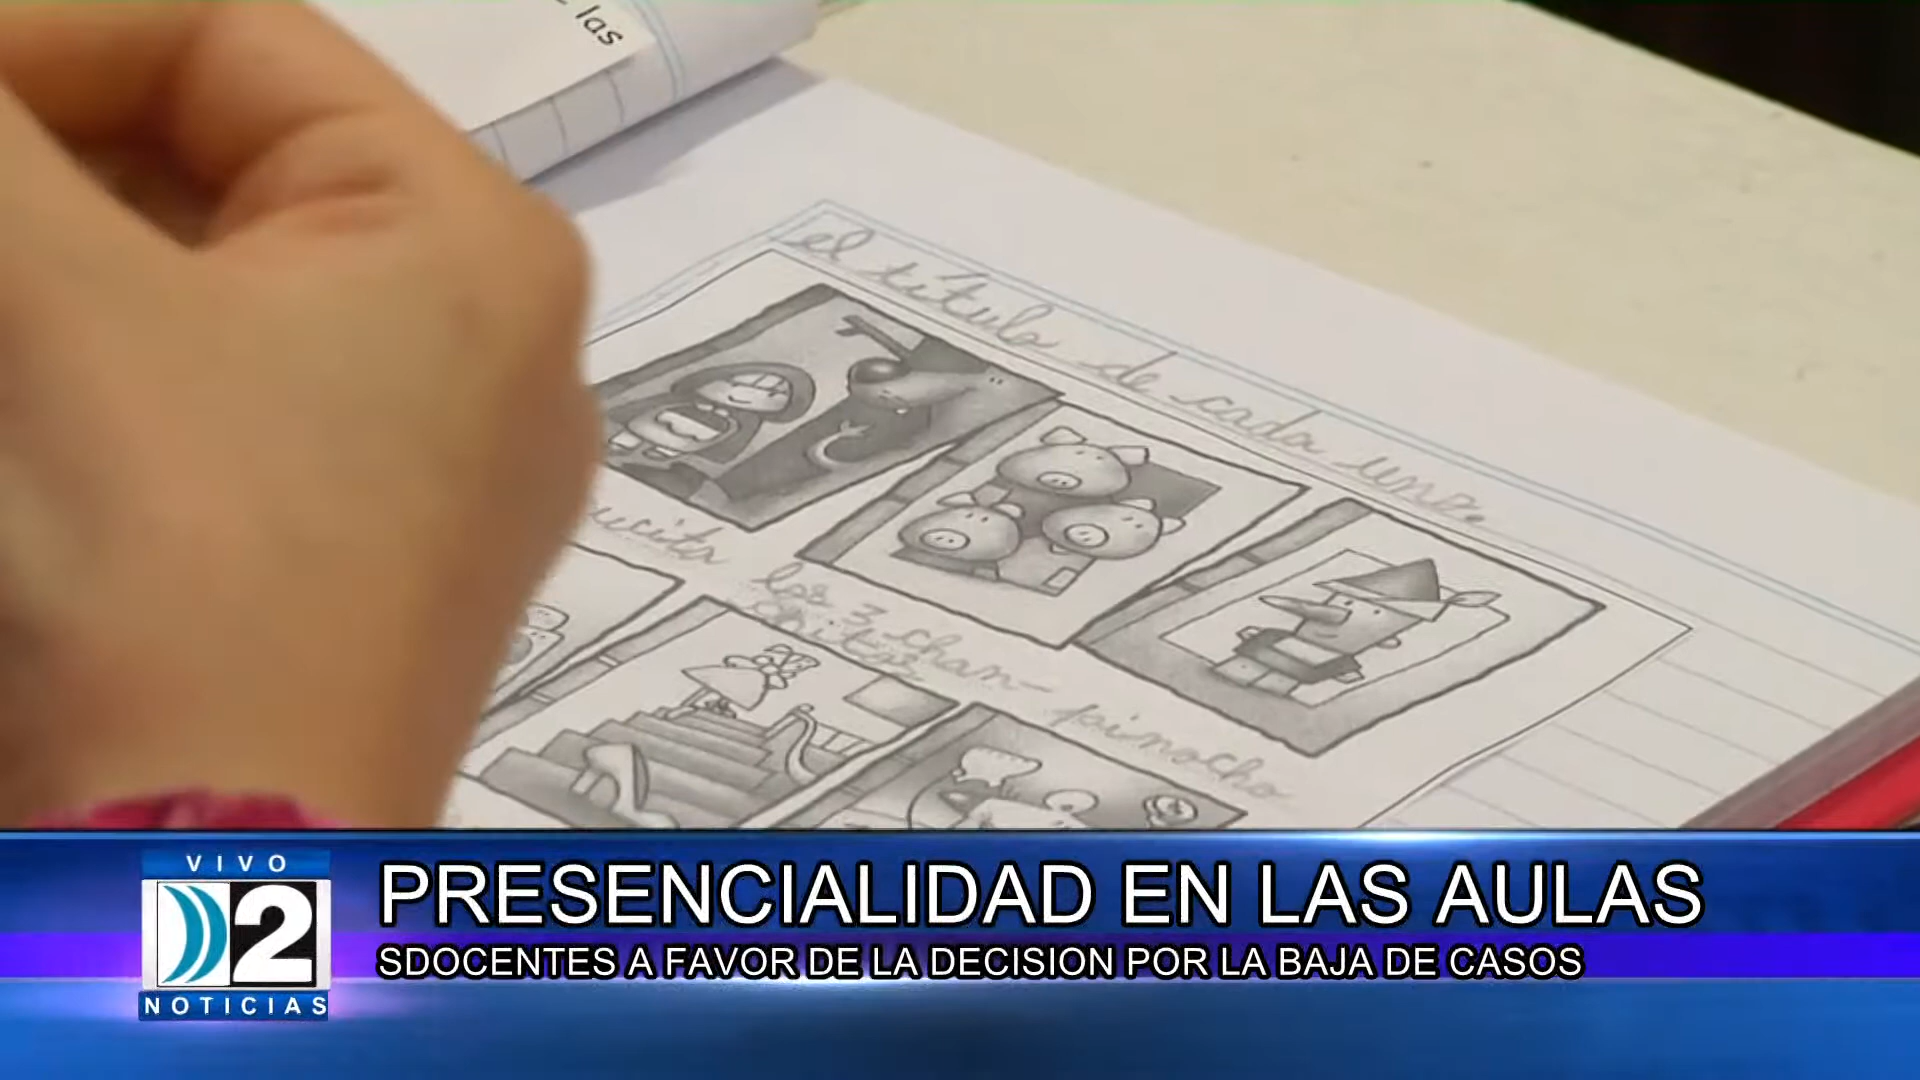 las
el título de cada uno.
los 3 chan-
chitos
pinocho
VIVO
2
NOTICIAS
PRESENCIALIDAD EN LAS AULAS
SDOCENTES A FAVOR DE LA DECISION POR LA BAJA DE CASOS